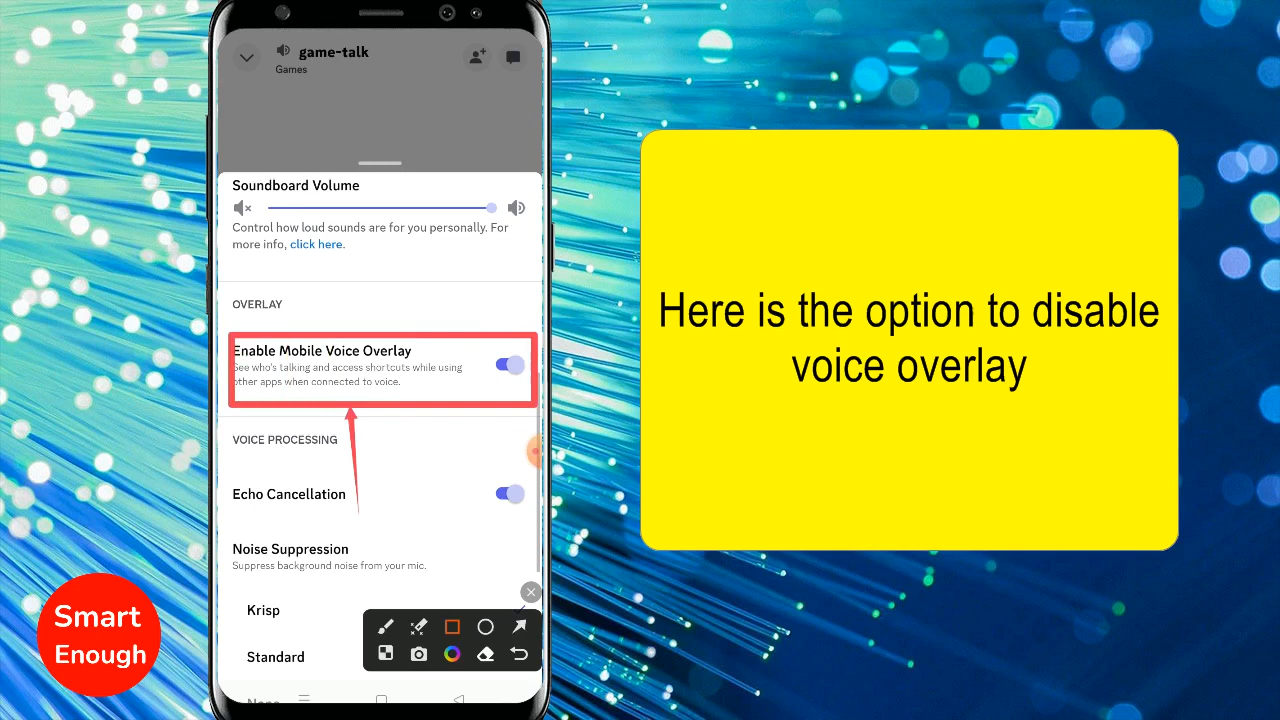 game-talk
Games
Soundboard Volume
Control how loud sounds are for you personally. For
more info, click here.
OVERLAY
Enable Mobile Voice Overlay
See who's talking and access shortcuts while using
other apps when connected to voice.
VOICE PROCESSING
Echo Cancellation
Noise Suppression
Suppress background noise from your mic.
Krisp
Standard
None
Here is the option to disable
voice overlay
Smart
Enough